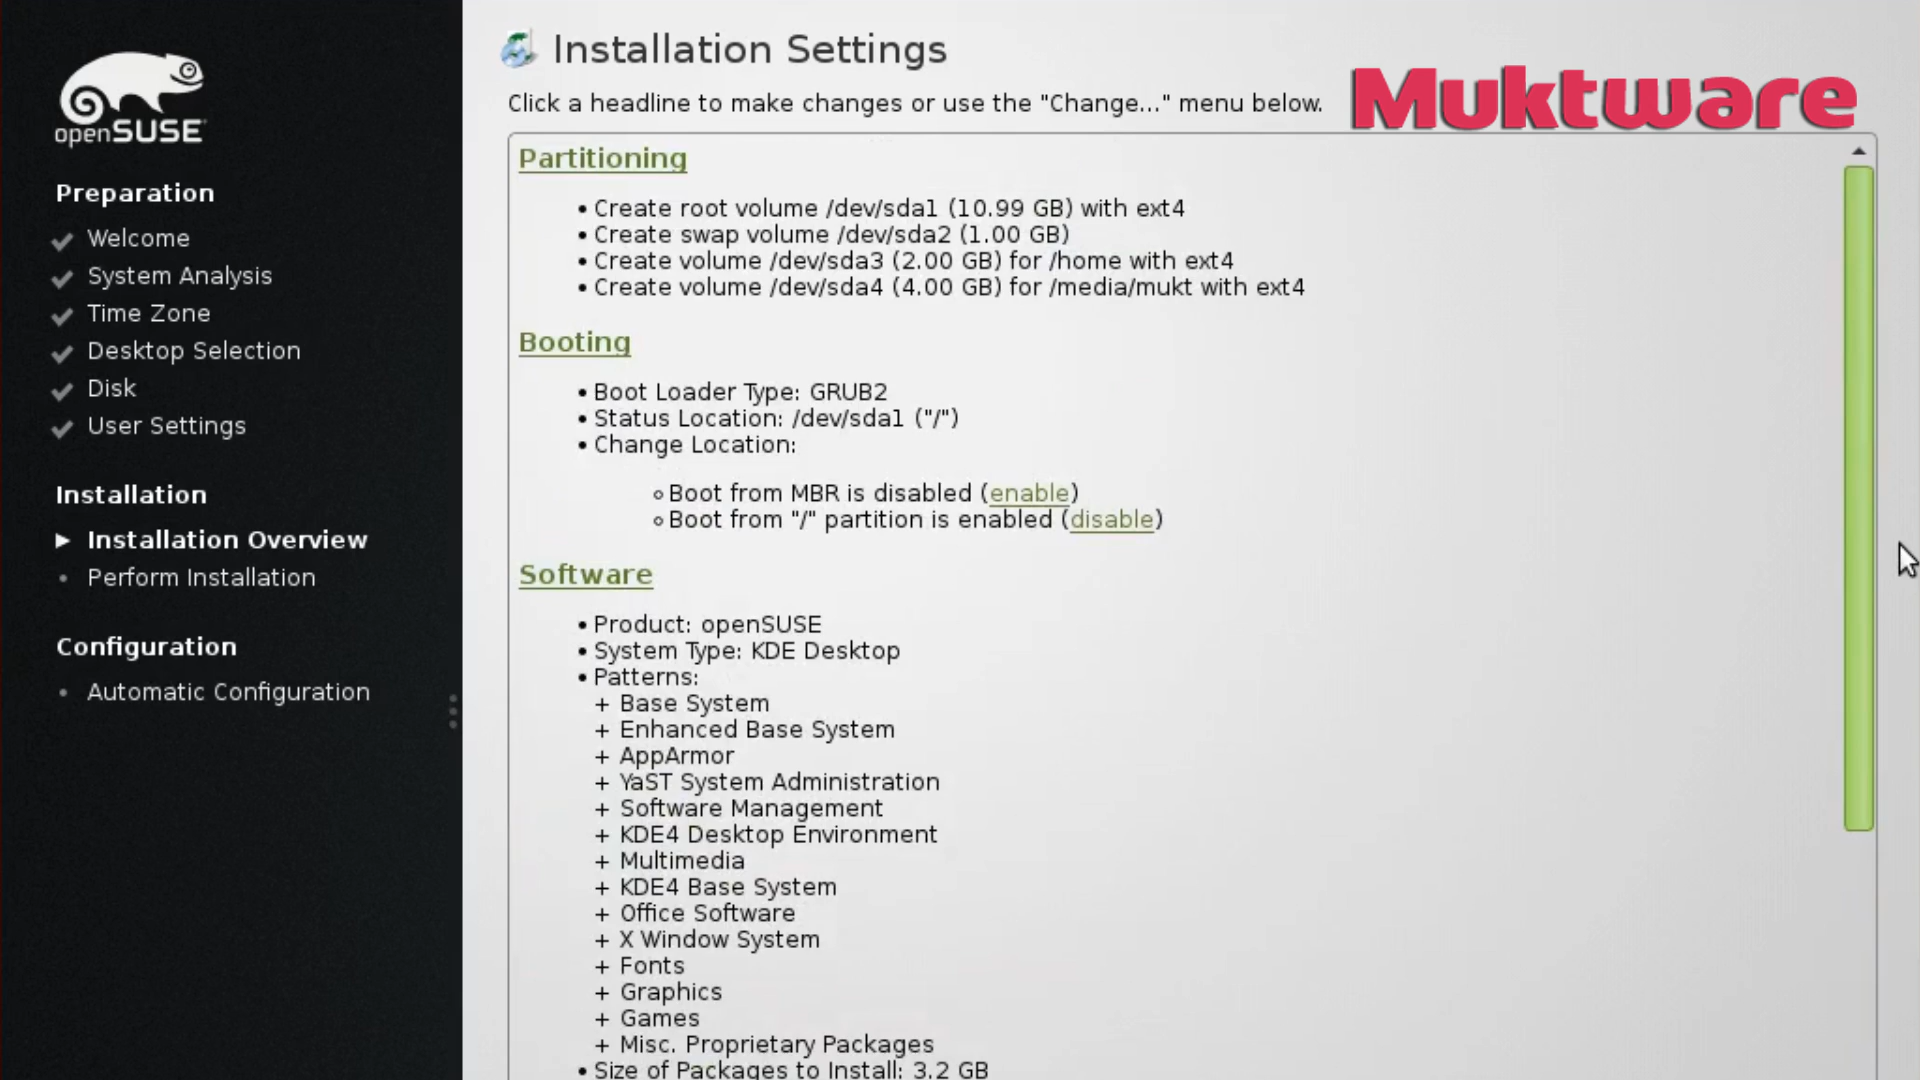 openSUSE
Preparation
Welcome
System Analysis
Time Zone
Desktop Selection
Disk
User Settings
Installation
Installation Overview
Perform Installation
Configuration
Automatic Configuration
Installation Settings
Click a headline to make changes or use the "Change..." menu below.
Muktware
Partitioning
• Create root volume /dev/sda1 (10.99 GB) with ext4
• Create swap volume /dev/sda2 (1.00 GB)
• Create volume /dev/sda3 (2.00 GB) for /home with ext4
• Create volume /dev/sda4 (4.00 GB) for /media/mukt with ext4
Booting
• Boot Loader Type: GRUB2
• Status Location: /dev/sda1 ("/")
• Change Location:
◦ Boot from MBR is disabled (enable)
◦ Boot from "/" partition is enabled (disable)
Software
• Product: openSUSE
• System Type: KDE Desktop
• Patterns:
+ Base System
+ Enhanced Base System
+ AppArmor
+ YaST System Administration
+ Software Management
+ KDE4 Desktop Environment
+ Multimedia
+ KDE4 Base System
+ Office Software
+ X Window System
+ Fonts
+ Graphics
+ Games
+ Misc. Proprietary Packages
• Size of Packages to Install: 3.2 GB